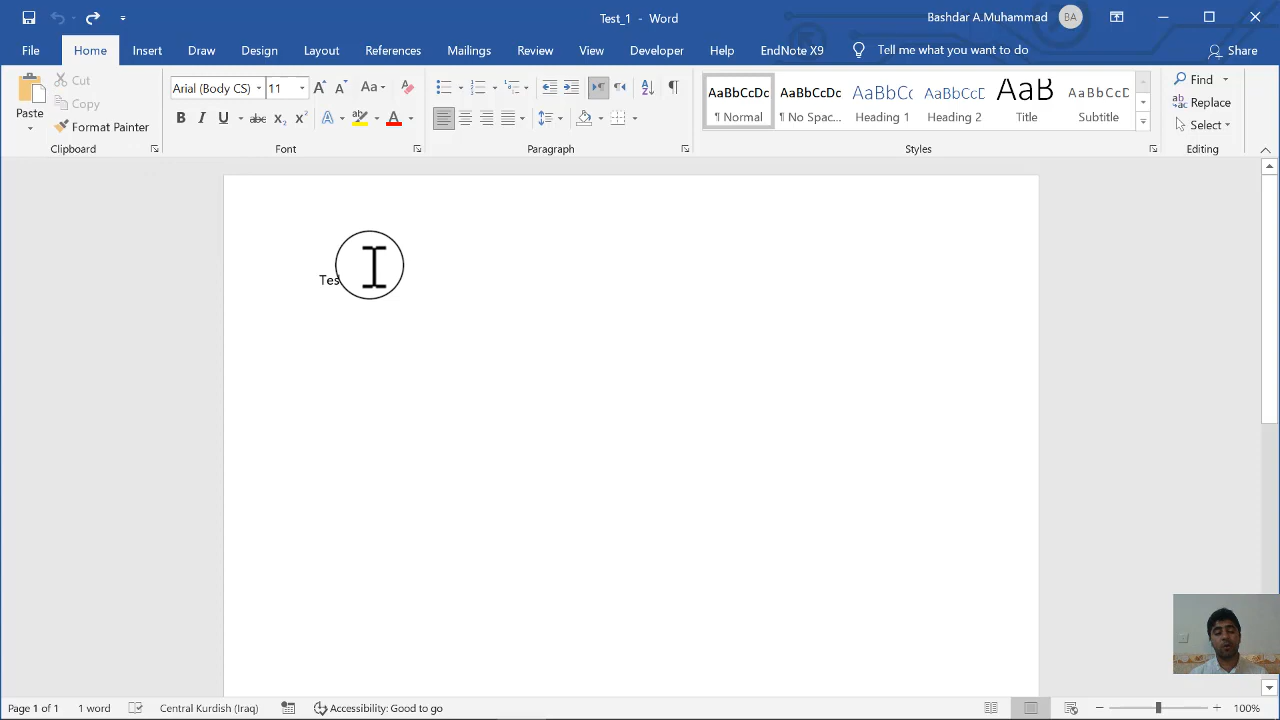 Test_1 - Word
Bashdar A.Muhammad
BA
File Home Insert Draw Design Layout References Mailings Review View Developer Help EndNote X9 Tell me what you want to do Share
Paste
Cut
Copy
Format Painter
Clipboard
Arial (Body CS) 11
Font
Paragraph
AaBbCcDc AaBbCcDc AaBbCc AaBbCcD AaB AaBbCcD
¶ Normal ¶ No Spac... Heading 1 Heading 2 Title Subtitle
Styles
Find
Replace
Select
Editing
Tes
Page 1 of 1 1 word Central Kurdish (Iraq) Accessibility: Good to go 100%